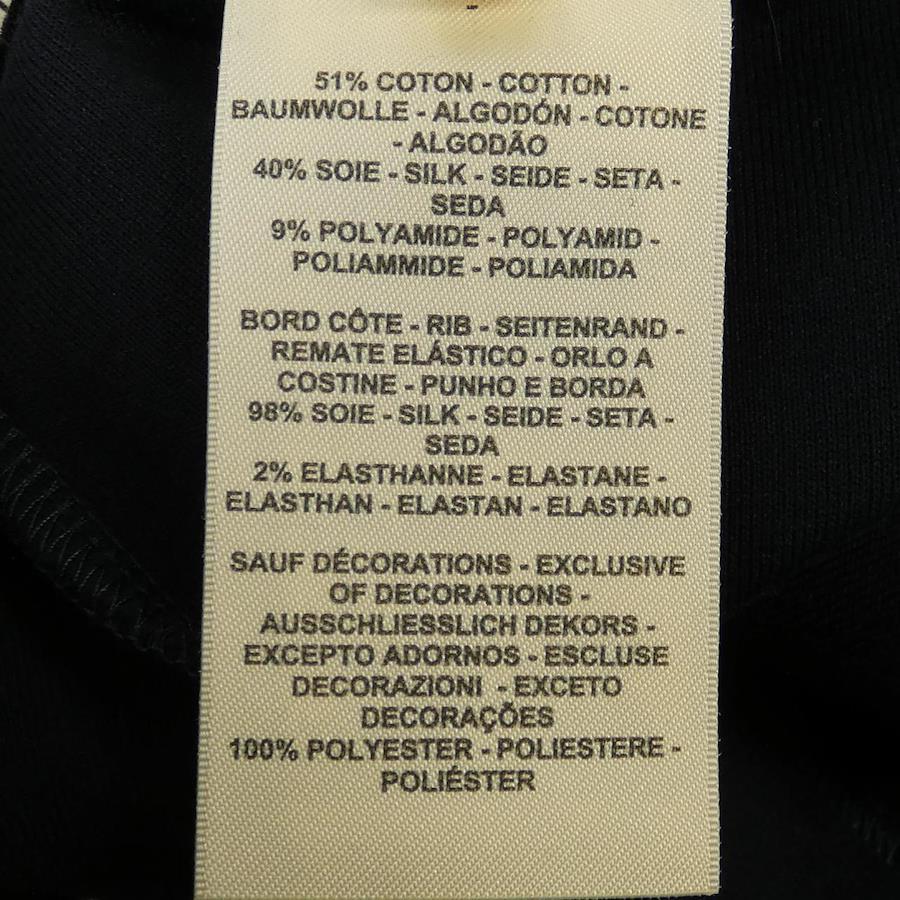 51% COTON - COTTON -
BAUMWOLLE - ALGODÓN - COTONE
- ALGODÃO
40% SOIE - SILK - SEIDE - SETA -
SEDA
9% POLYAMIDE - POLYAMID -
POLIAMMIDE - POLIAMIDA
BORD CÔTE - RIB - SEITENRAND -
REMATE ELÁSTICO - ORLO A
COSTINE - PUNHO E BORDA
98% SOIE - SILK - SEIDE - SETA -
SEDA
2% ELASTHANNE - ELASTANE -
ELASTHAN - ELASTAN - ELASTANO
SAUF DÉCORATIONS - EXCLUSIVE
OF DECORATIONS -
AUSSCHLIESSLICH DEKORS -
EXCEPTO ADORNOS - ESCLUSE
DECORAZIONI - EXCETO
DECORAÇÕES
100% POLYESTER - POLIESTERE -
POLIÉSTER